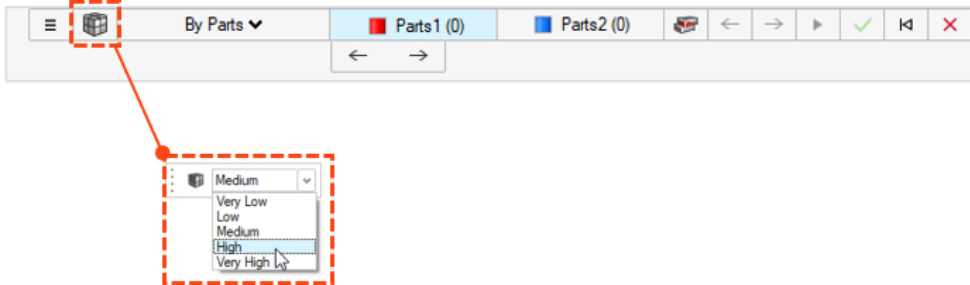 By Parts Parts1 (0) Parts2 (0)
Medium
Very Low
Low
Medium
High
Very High